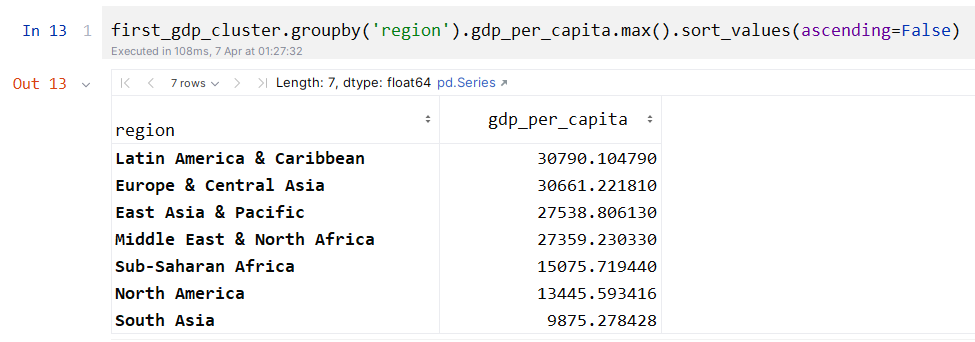 In 13 1 first_gdp_cluster.groupby('region').gdp_per_capita.max().sort_values(ascending=False)
Executed in 108ms, 7 Apr at 01:27:32
Out 13 7 rows Length: 7, dtype: float64 pd.Series ↗
region gdp_per_capita
Latin America & Caribbean 30790.104790
Europe & Central Asia 30661.221810
East Asia & Pacific 27538.806130
Middle East & North Africa 27359.230330
Sub-Saharan Africa 15075.719440
North America 13445.593416
South Asia 9875.278428